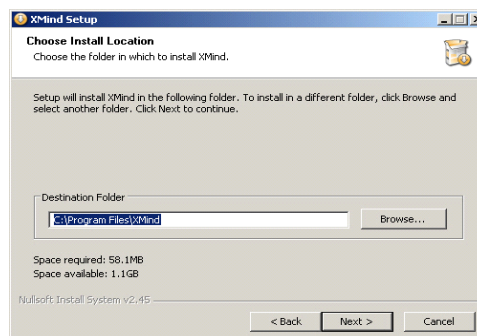 XMind Setup
Choose Install Location
Choose the folder in which to install XMind.
Setup will install XMind in the following folder. To install in a different folder, click Browse and
select another folder. Click Next to continue.
Destination Folder
C:\Program Files\XMind
Browse...
Space required: 58.1MB
Space available: 1.1GB
Nullsoft Install System v2.45
< Back Next > Cancel